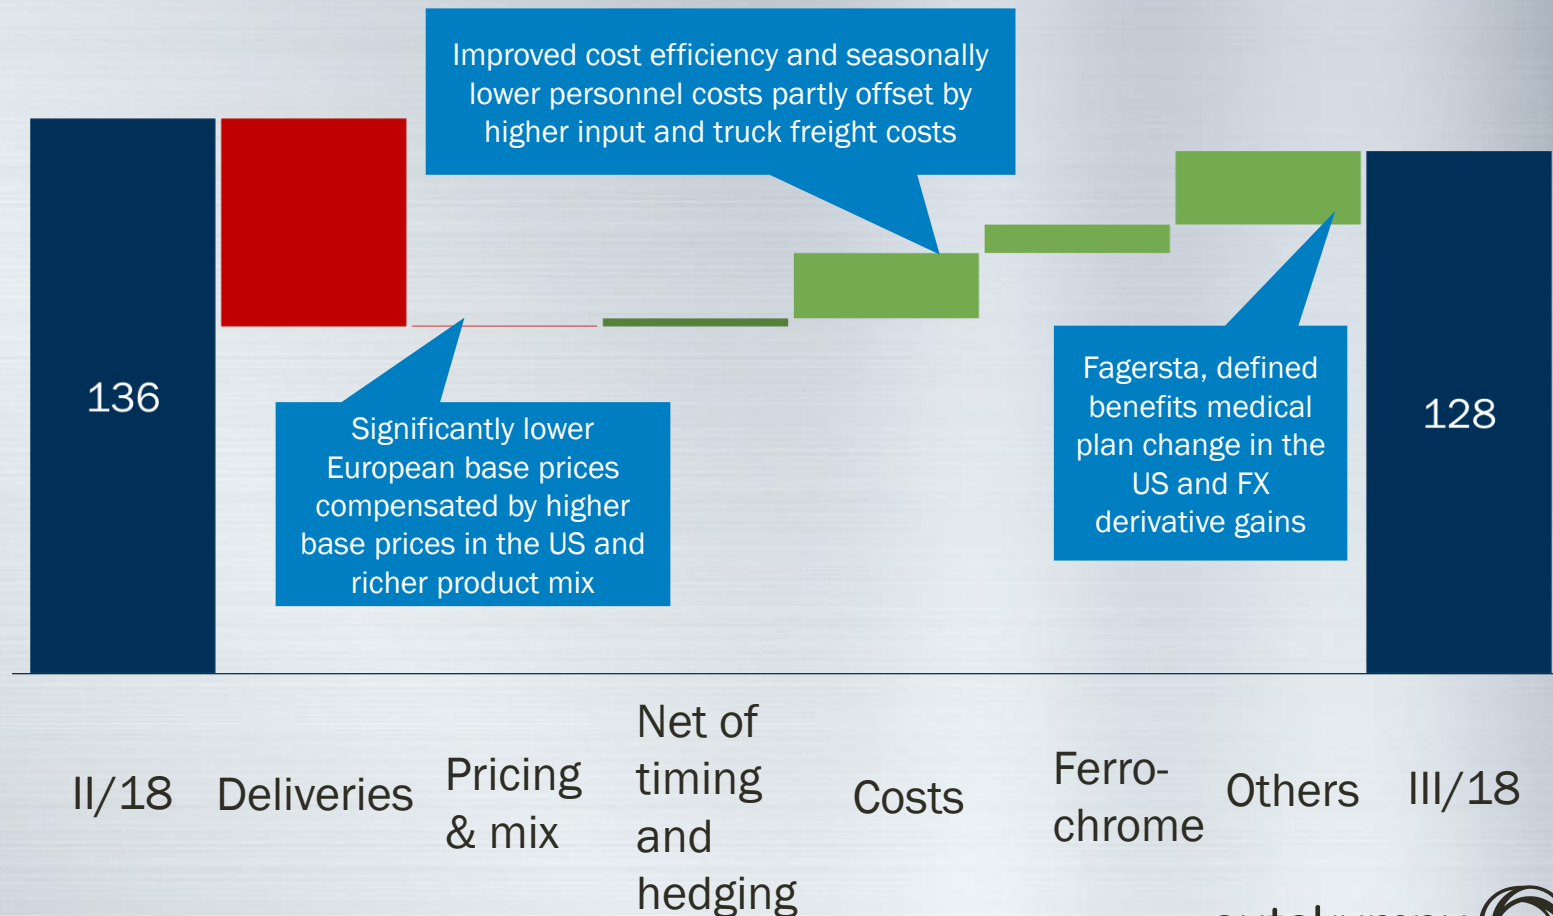 Improved cost efficiency and seasonally
lower personnel costs partly offset by
higher input and truck freight costs
136
Significantly lower
European base prices
compensated by higher
base prices in the US and
richer product mix
Fagersta, defined
benefits medical
plan change in the
US and FX
derivative gains
128
II/18
Deliveries
Pricing
& mix
Net of
timing
and
hedging
Costs
Ferro-
chrome
Others
III/18